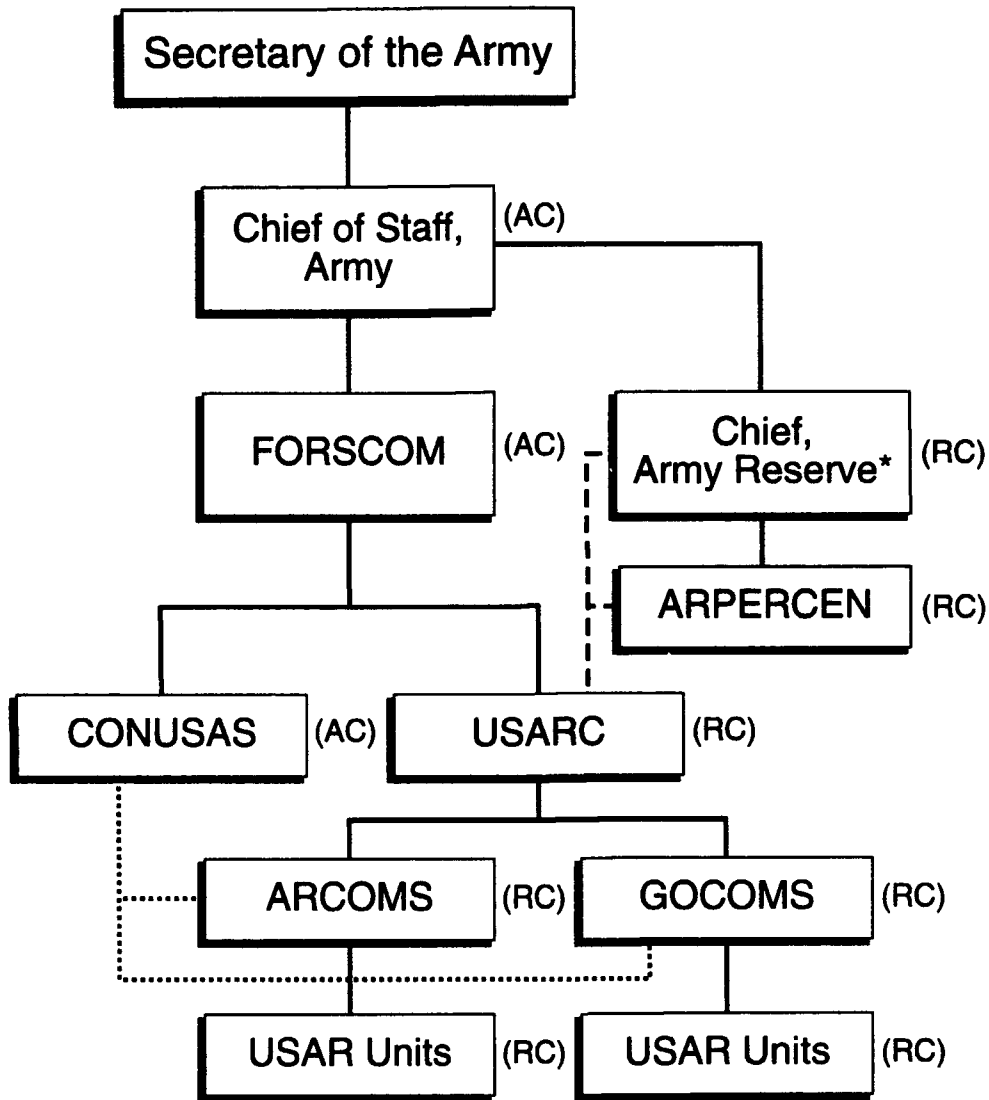 Secretary of the Army
Chief of Staff,
Army
(AC)
FORSCOM
(AC)
Chief,
Army Reserve*
(RC)
ARPERCEN
(RC)
CONUSAS
(AC)
USARC
(RC)
ARCOMS
(RC)
GOCOMS
(RC)
USAR Units
(RC)
USAR Units
(RC)